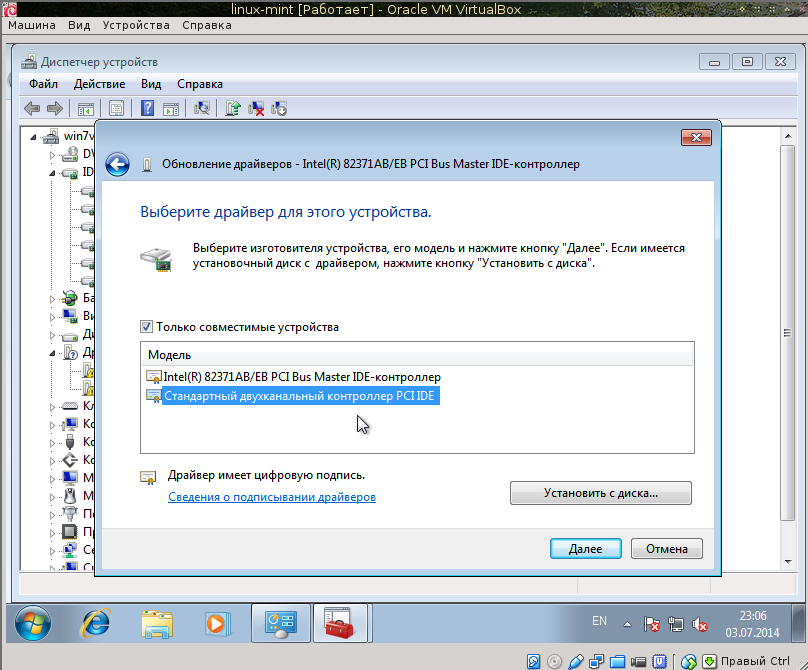 linux-mint [Работает] - Oracle VM VirtualBox
Машина Вид Устройства Справка
Диспетчер устройств
Файл Действие Вид Справка
win7v
DV
ID
Обновление драйверов - Intel(R) 82371AB/EB PCI Bus Master IDE-контроллер
Выберите драйвер для этого устройства.
Выберите изготовителя устройства, его модель и нажмите кнопку "Далее". Если имеется
установочный диск с драйвером, нажмите кнопку "Установить с диска".
Ба
Ви
Ди
Др
Кл
Ко
Ко
Ко
М
М
По
Пр
Се
Си
Только совместимые устройства
Модель
Intel(R) 82371AB/EB PCI Bus Master IDE-контроллер
Стандартный двухканальный контроллер PCI IDE
Драйвер имеет цифровую подпись.
Сведения о подписывании драйверов
Установить с диска...
Далее Отмена
EN
23:06
03.07.2014
Правый Ctrl